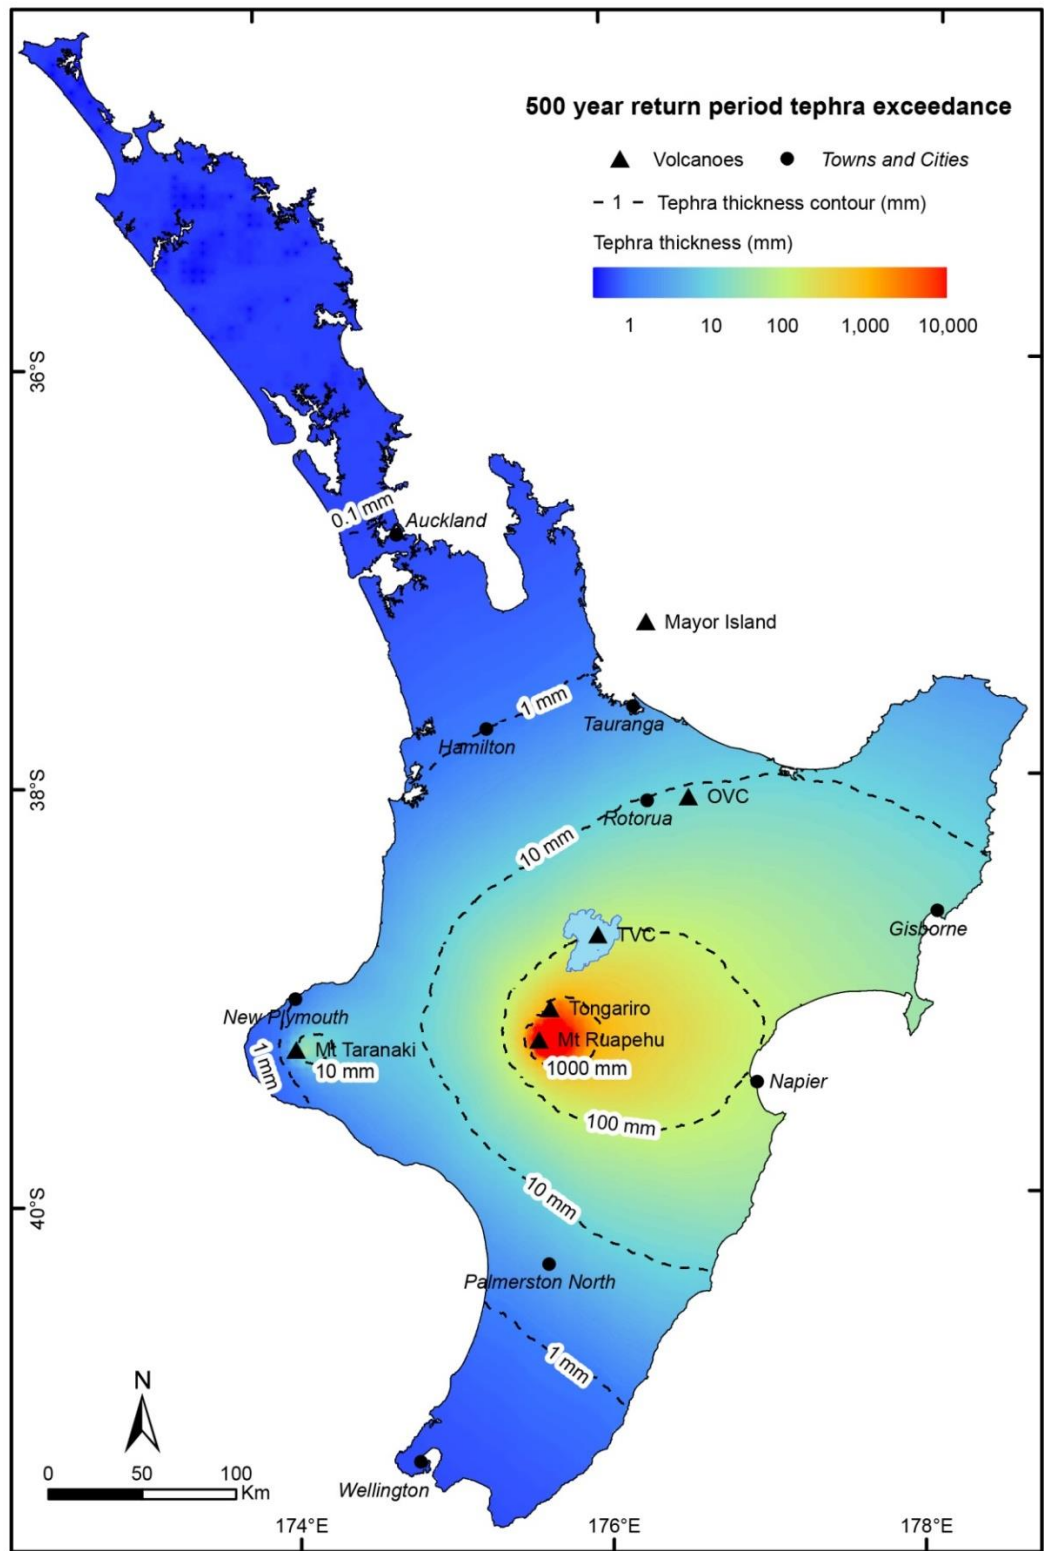 500 year return period tephra exceedance
Volcanoes
Towns and Cities
1
Tephra thickness contour (mm)
Tephra thickness (mm)
1 10 100 1,000 10,000
36°S
0.1 mm
Auckland
Mayor Island
1 mm
Tauranga
Hamilton
38°S
OVC
Rotorua
10 mm
Gisborne
TVC
New Plymouth
Tongariro
Mt Ruapehu
Mt Taranaki
1 mm
10 mm
1000 mm
Napier
100 mm
10 mm
40°S
Palmerston North
1 mm
N
0 50 100
Km
Wellington
174°E 176°E 178°E